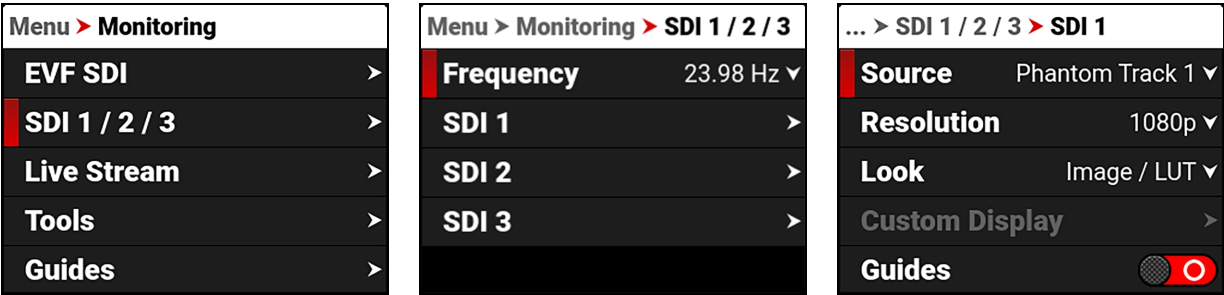 Menu > Monitoring
EVF SDI
SDI 1 / 2 / 3
Live Stream
Tools
Guides
Menu > Monitoring > SDI 1 / 2 / 3
Frequency 23.98 Hz
SDI 1
SDI 2
SDI 3
... > SDI 1 / 2 / 3 > SDI 1
Source Phantom Track 1
Resolution 1080p
Look Image / LUT
Custom Display
Guides